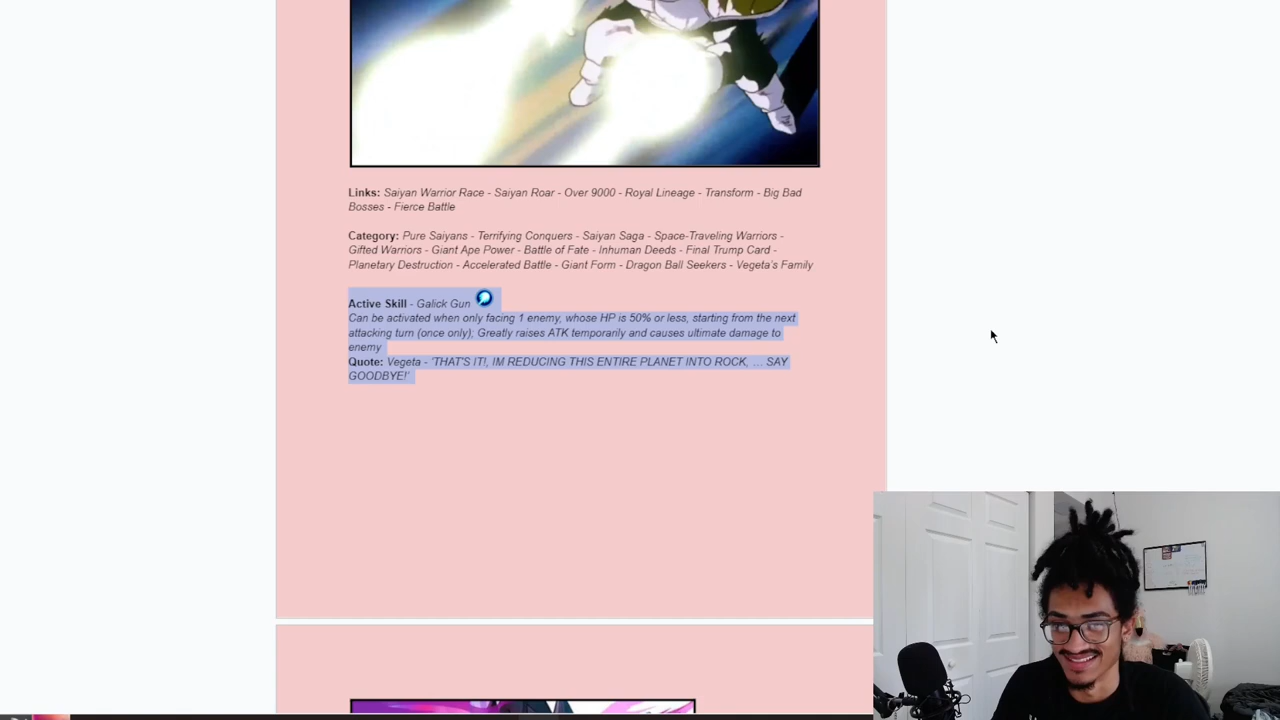 Links: Saiyan Warrior Race - Saiyan Roar - Over 9000 - Royal Lineage - Transform - Big Bad
Bosses - Fierce Battle
Category: Pure Saiyans - Terrifying Conquers - Saiyan Saga - Space-Traveling Warriors -
Gifted Warriors - Giant Ape Power - Battle of Fate - Inhuman Deeds - Final Trump Card -
Planetary Destruction - Accelerated Battle - Giant Form - Dragon Ball Seekers - Vegeta's Family
Active Skill - Galick Gun
Can be activated when only facing 1 enemy, whose HP is 50% or less, starting from the next
attacking turn (once only); Greatly raises ATK temporarily and causes ultimate damage to
enemy
Quote: Vegeta - 'THAT'S IT!, IM REDUCING THIS ENTIRE PLANET INTO ROCK, ... SAY
GOODBYE!'